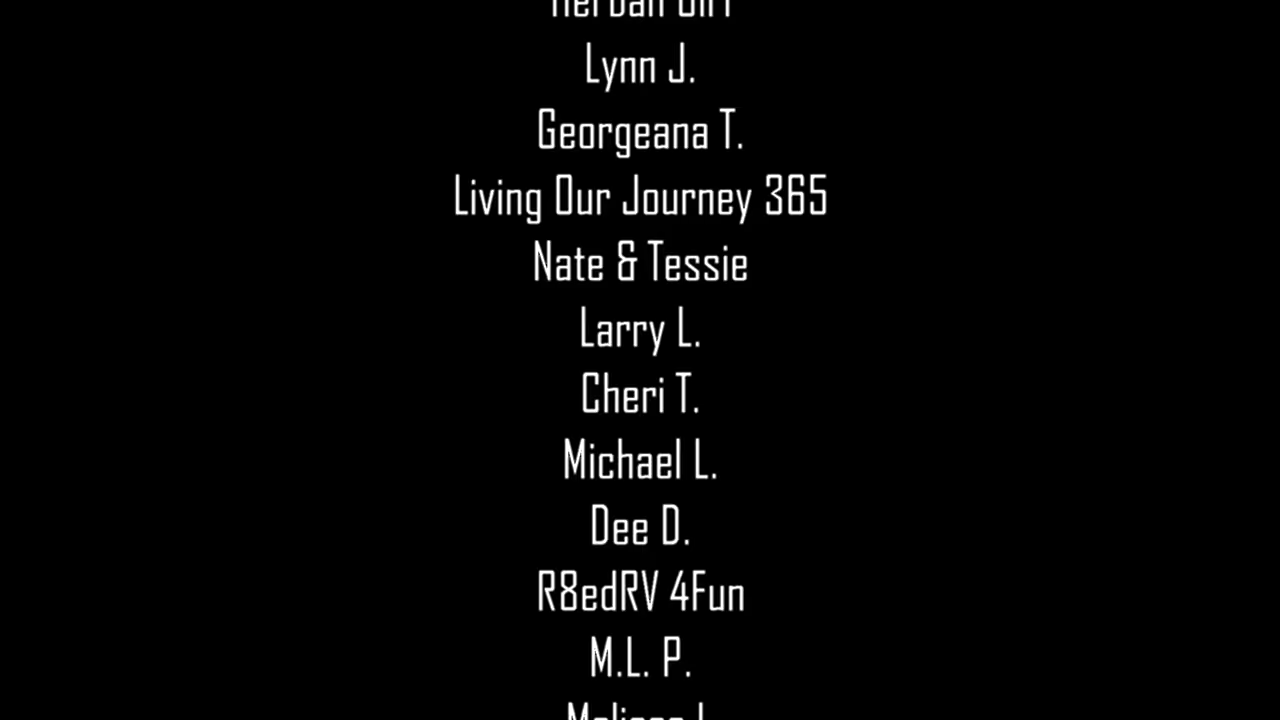 Lynn J.
Georgeana T.
Living Our Journey 365
Nate & Tessie
Larry L.
Cheri T.
Michael L.
Dee D.
R8edRV 4Fun
M.L. P.